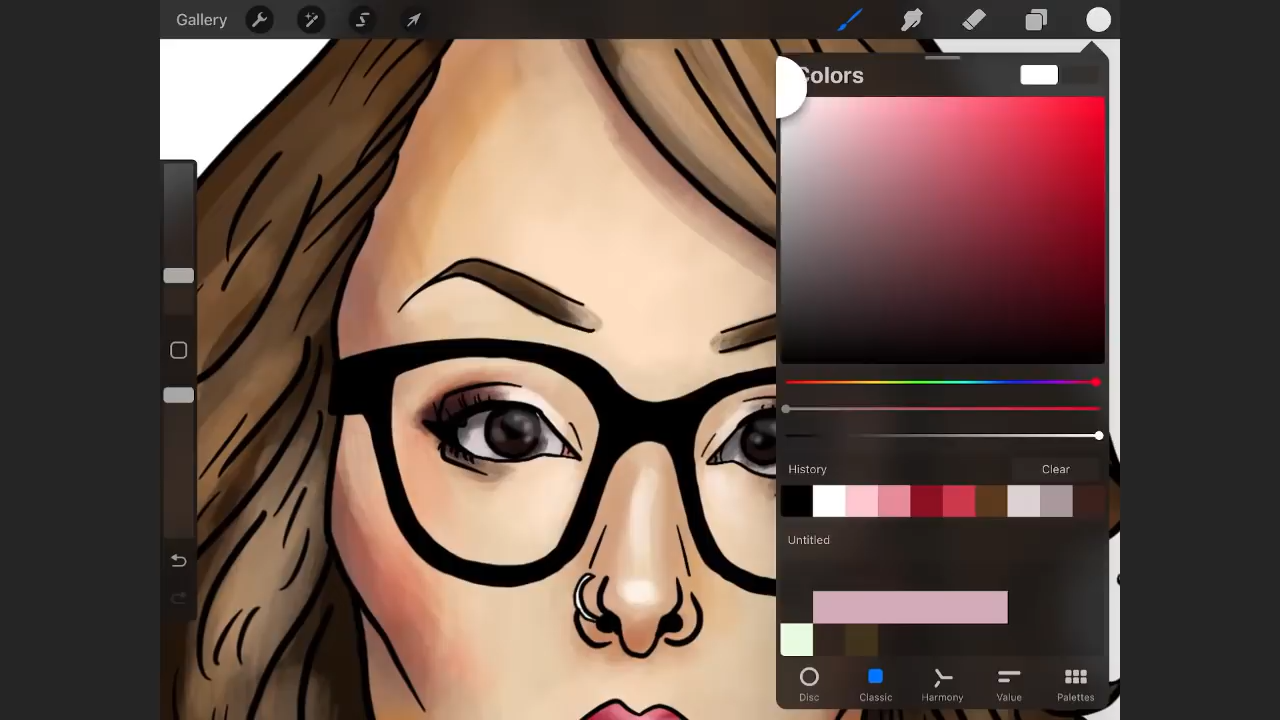 Gallery
Colors
History
Clear
Untitled
Disc
Classic
Harmony
Value
Palettes